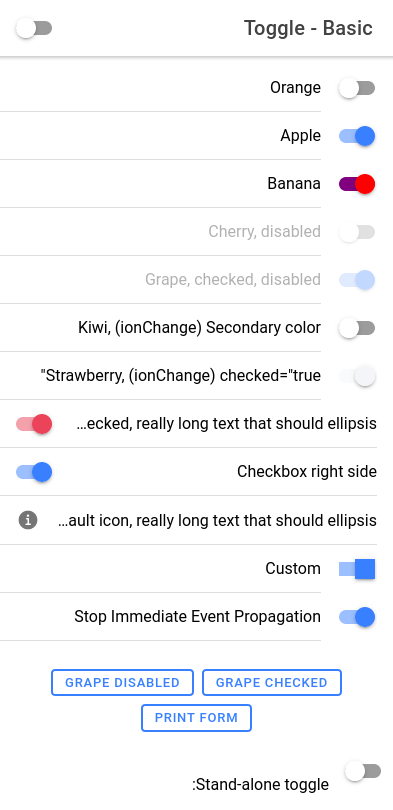 Toggle - Basic
Orange
Apple
Banana
Cherry, disabled
Grape, checked, disabled
Kiwi, (ionChange) Secondary color
"Strawberry, (ionChange) checked="true
...ecked, really long text that should ellipsis
Checkbox right side
...ault icon, really long text that should ellipsis
Custom
Stop Immediate Event Propagation
GRAPE DISABLED GRAPE CHECKED
PRINT FORM
:Stand-alone toggle